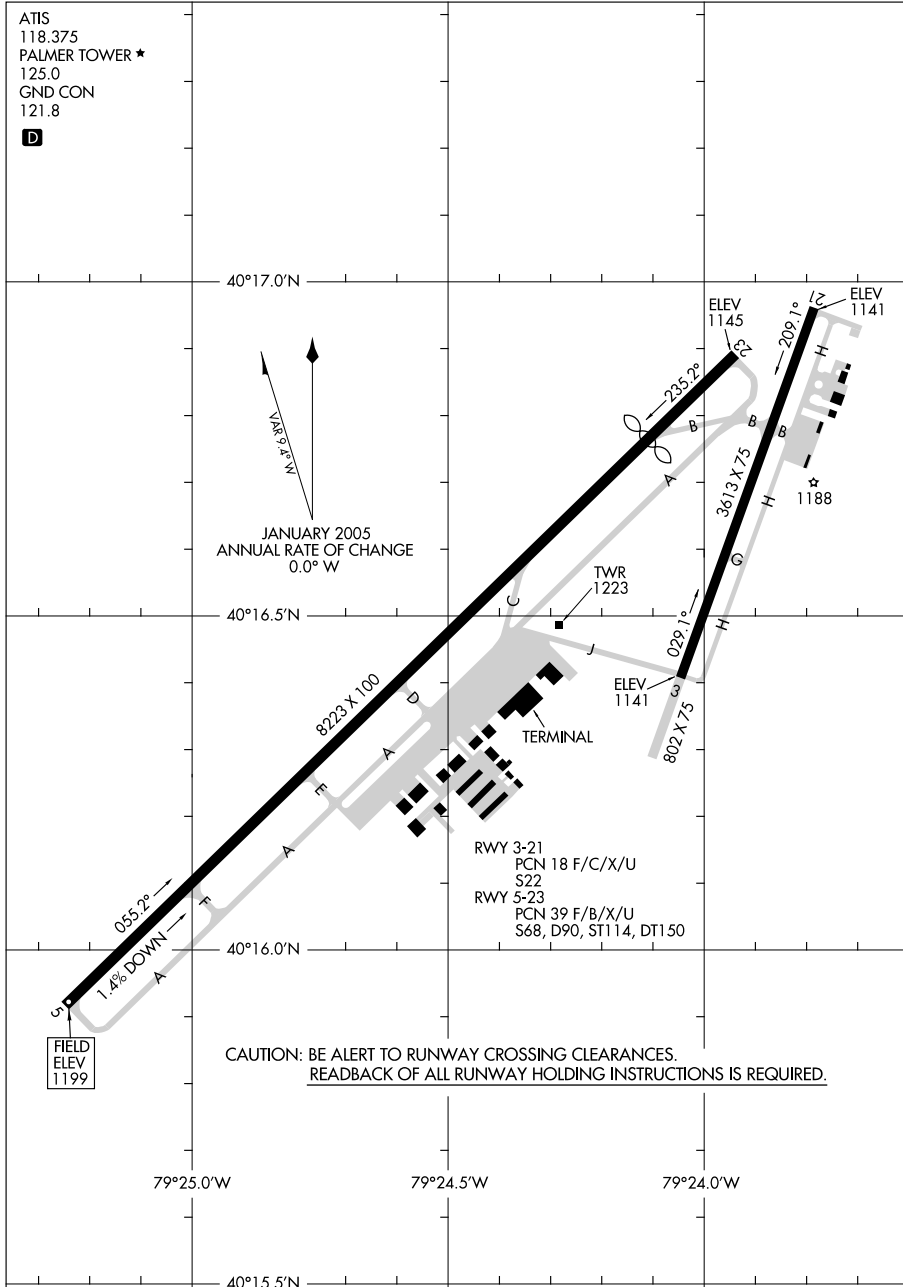 ATIS
118.375
PALMER TOWER ★
125.0
GND CON
121.8
D
40°17.0'N
ELEV
1145
ELEV
1141
21
209.1°
23
235.2°
H
VAR 9.4° W
B
B
B
A
3613 X 75
H
1188
JANUARY 2005
ANNUAL RATE OF CHANGE
0.0° W
G
TWR
1223
C
40°16.5'N
029.1°
H
J
ELEV
1141
3
802 X 75
8223 X 100
D
A
TERMINAL
E
A
RWY 3-21
PCN 18 F/C/X/U
S22
RWY 5-23
PCN 39 F/B/X/U
S68, D90, ST114, DT150
055.2°
F
1.4% DOWN
A
40°16.0'N
5
FIELD
ELEV
1199
CAUTION: BE ALERT TO RUNWAY CROSSING CLEARANCES.
READBACK OF ALL RUNWAY HOLDING INSTRUCTIONS IS REQUIRED.
79°25.0'W
79°24.5'W
79°24.0'W
40°15.5'N